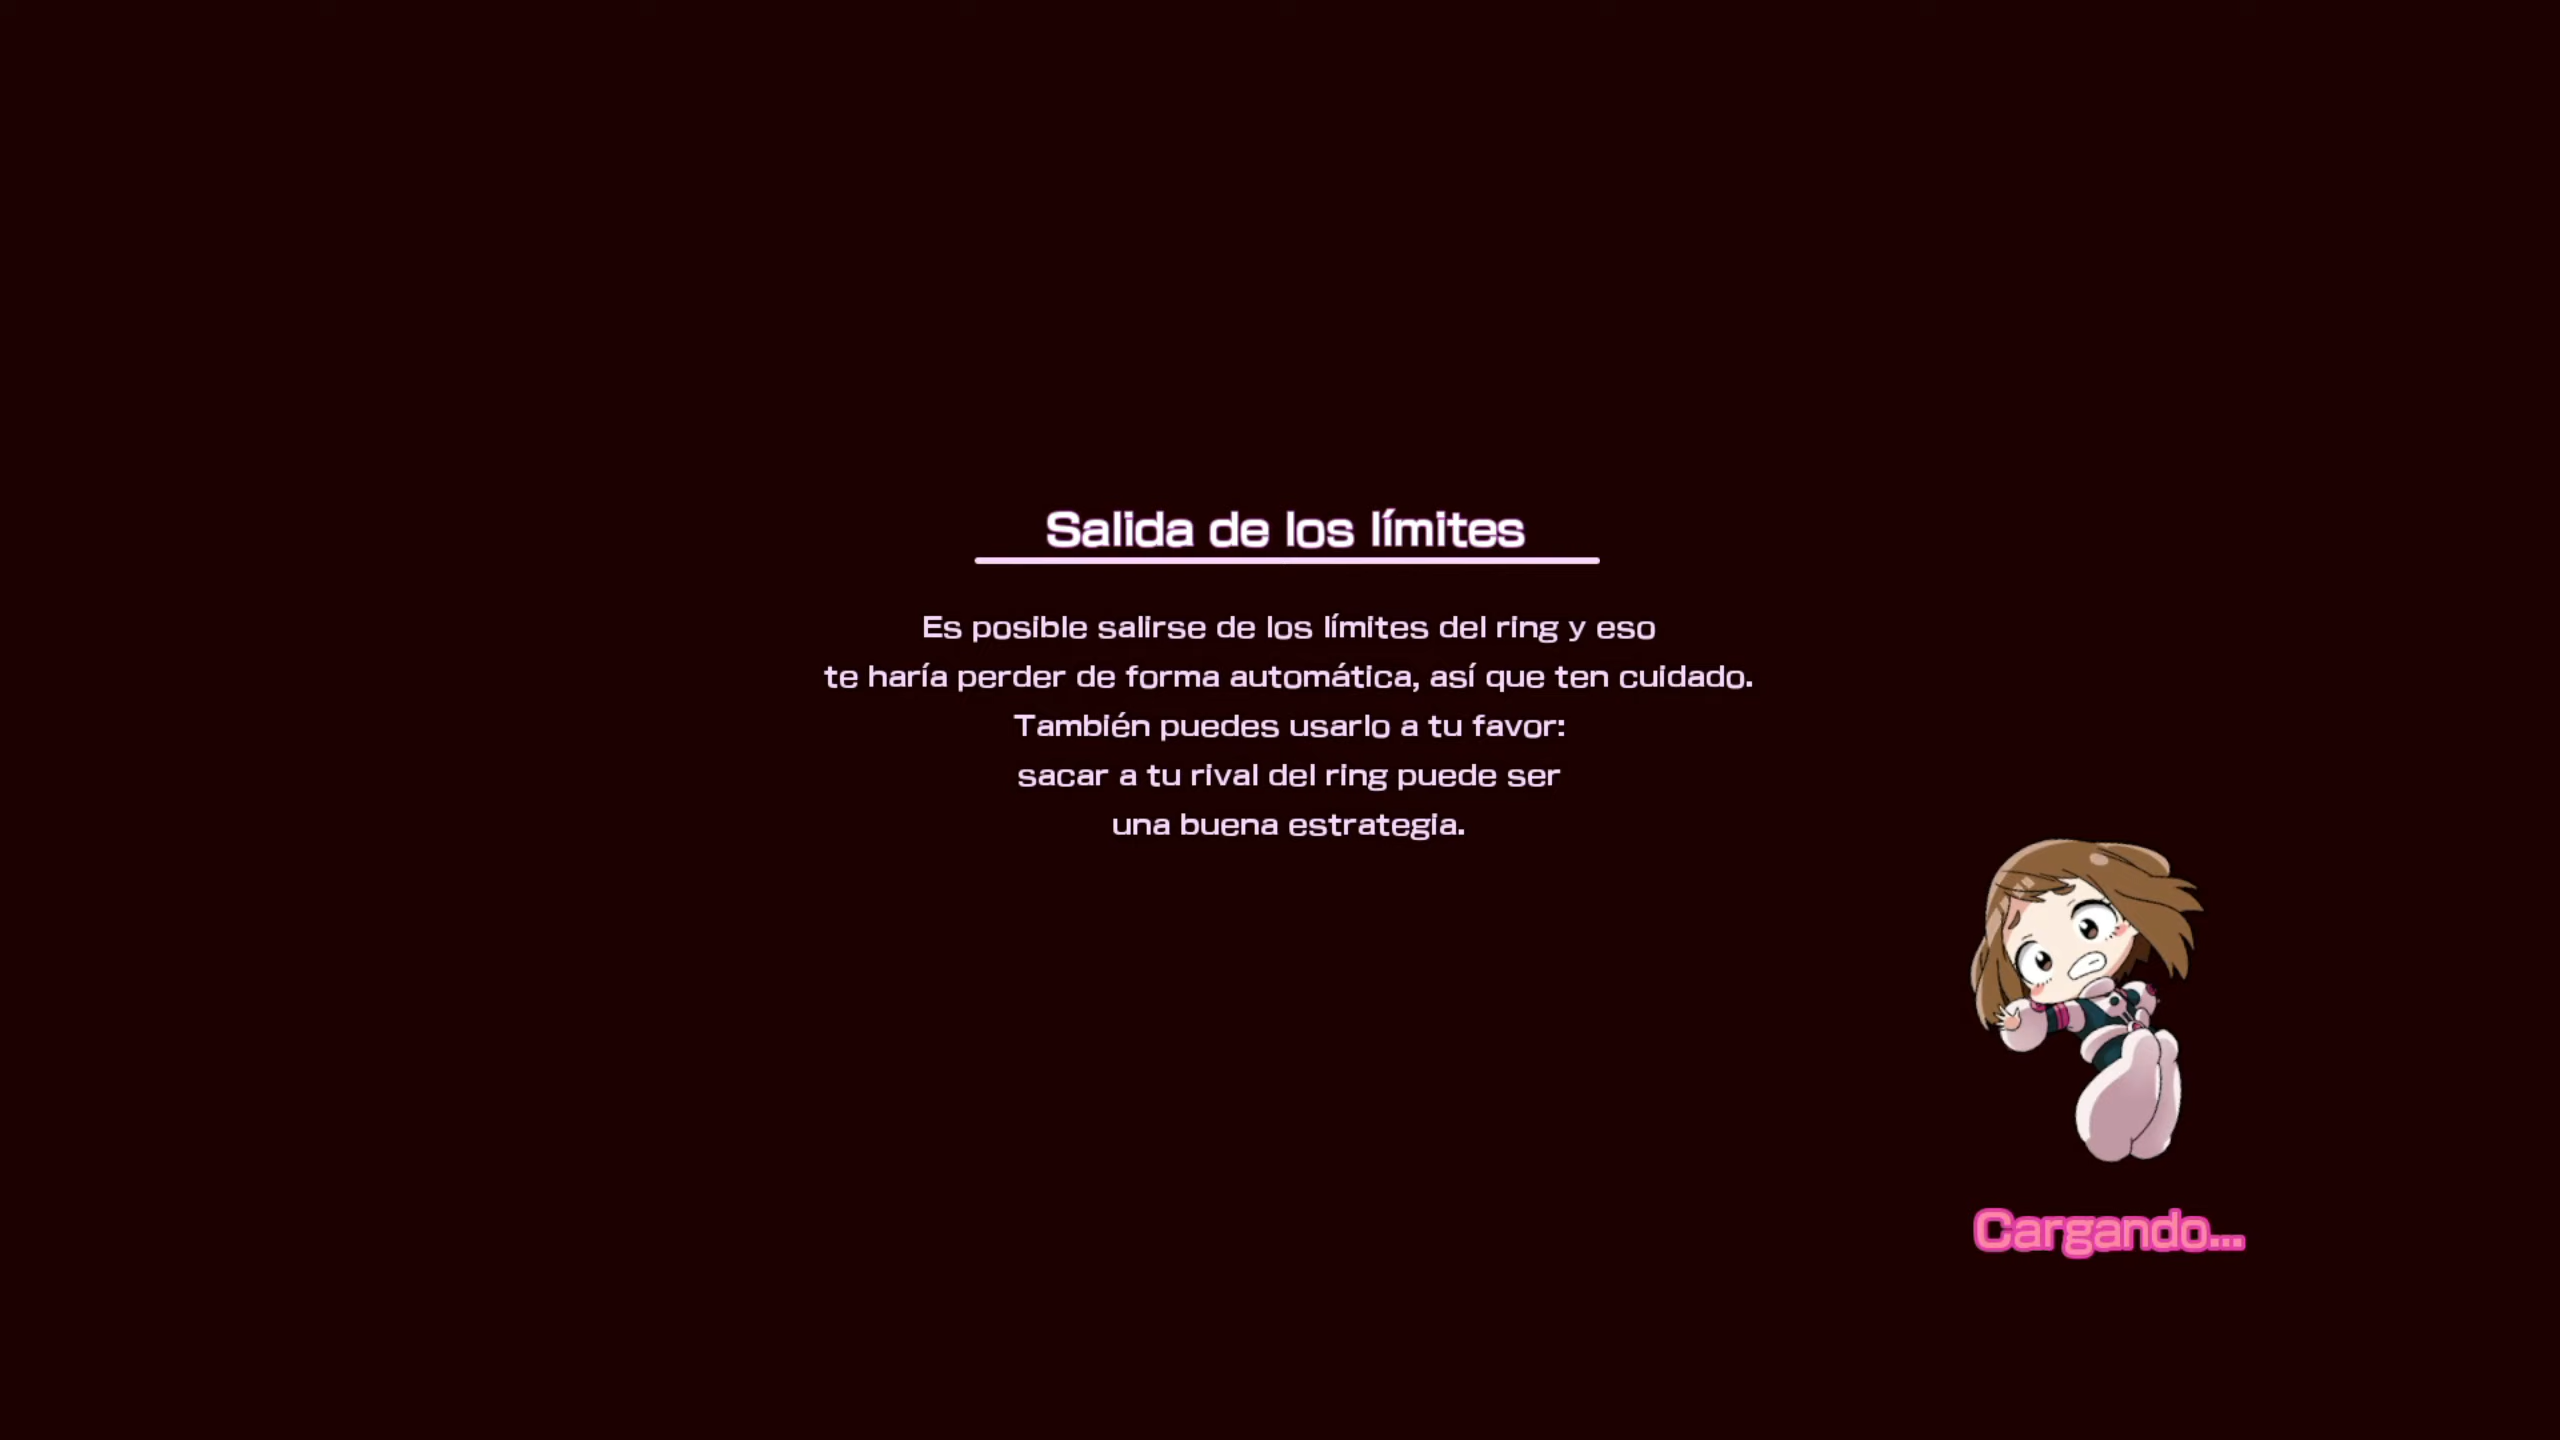 Salida de los límites
Es posible salirse de los límites del ring y eso
te haría perder de forma automática, así que ten cuidado.
También puedes usarlo a tu favor:
sacar a tu rival del ring puede ser
una buena estrategia.
Cargando...